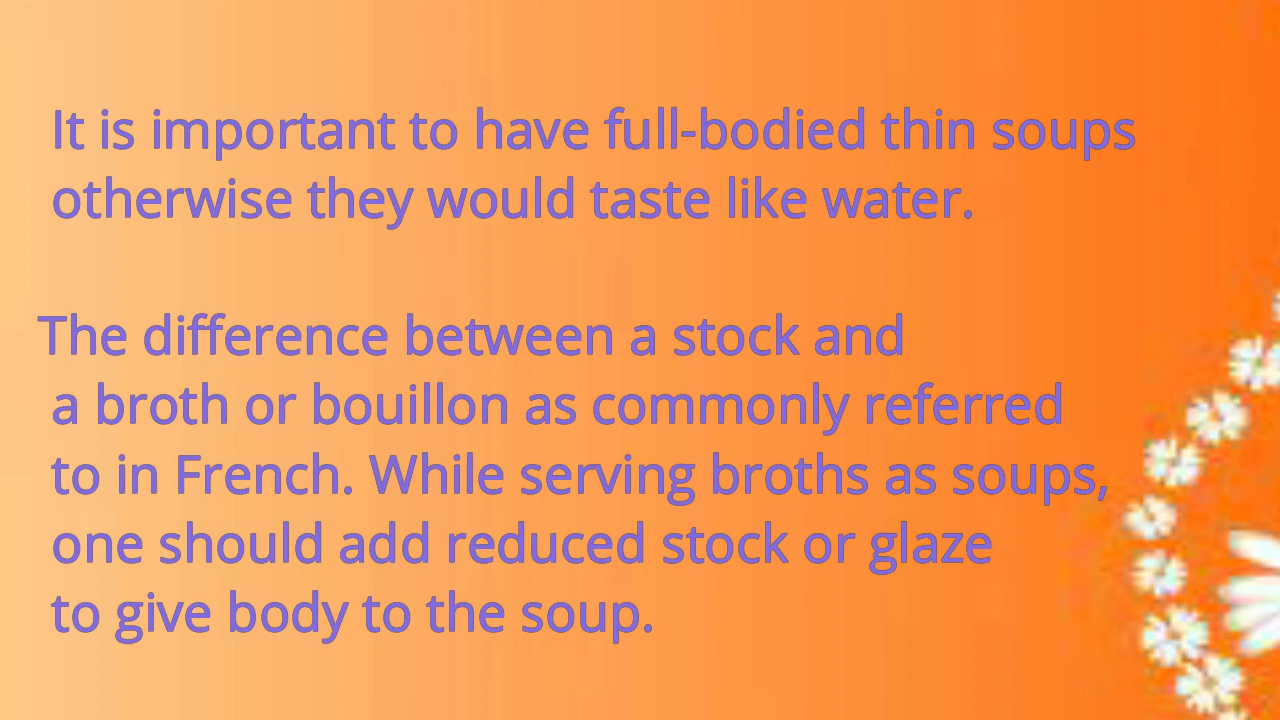 It is important to have full-bodied thin soups
otherwise they would taste like water.
The difference between a stock and
a broth or bouillon as commonly referred
to in French. While serving broths as soups,
one should add reduced stock or glaze
to give body to the soup.